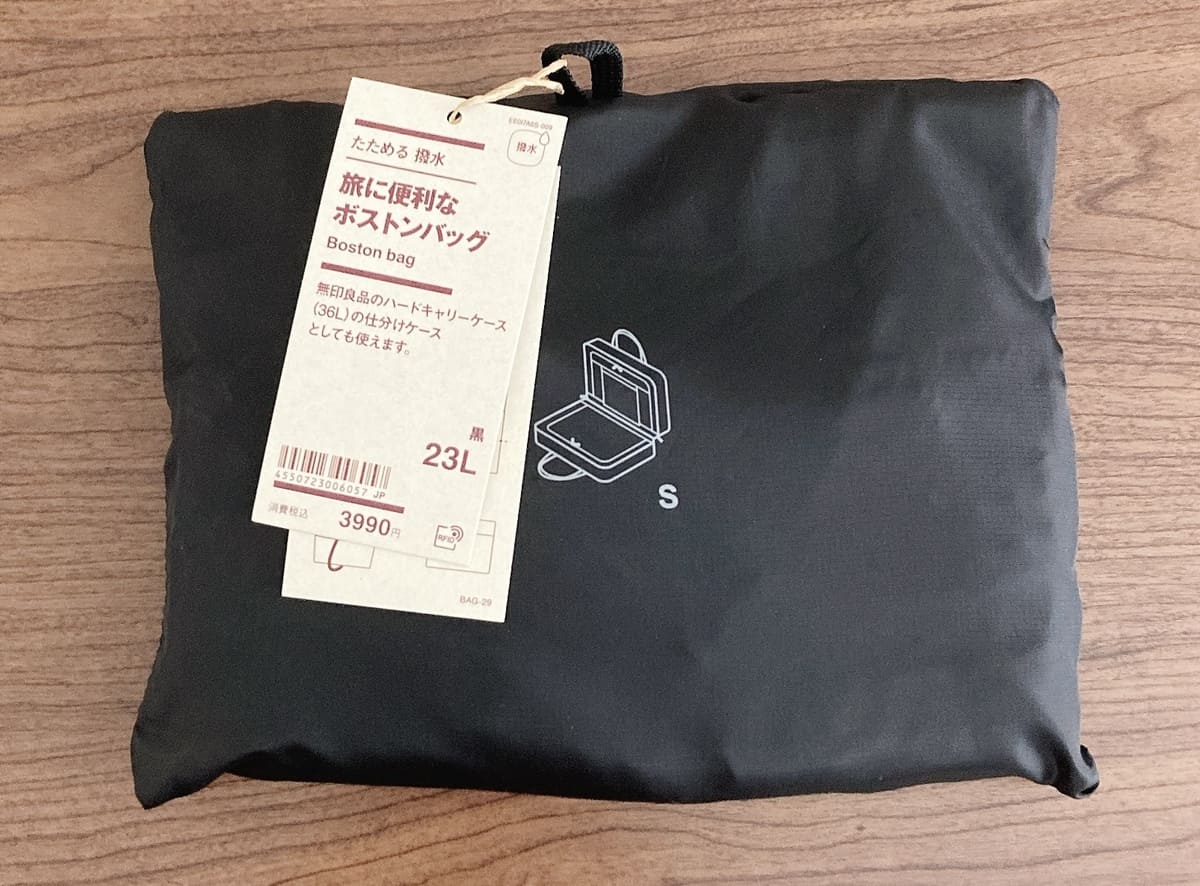 撥水
たためる 撥水
旅に便利な
ボストンバッグ
Boston bag
無印良品のハードキャリーケース
(36L)の仕分けケース
としても使えます。
黒
23L
4550723006057 JP
消費税込 3990円
RFID
BAG-29
S